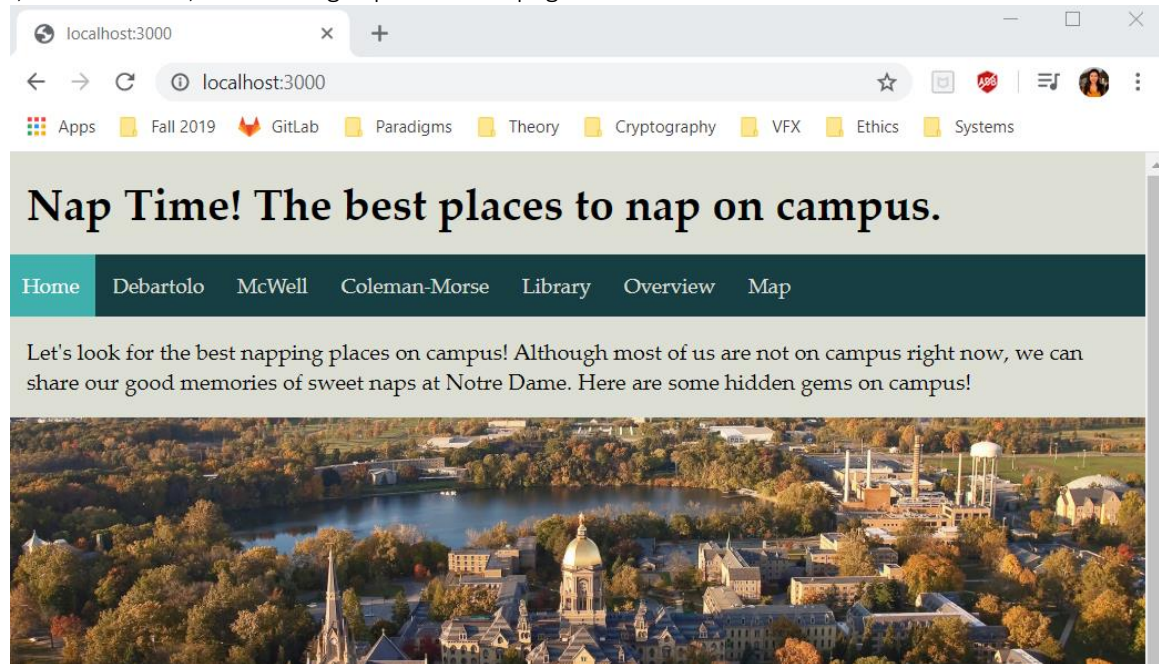 localhost:3000
localhost:3000
Apps Fall 2019 GitLab Paradigms Theory Cryptography VFX Ethics Systems
Nap Time! The best places to nap on campus.
Home Debartolo McWell Coleman-Morse Library Overview Map
Let's look for the best napping places on campus! Although most of us are not on campus right now, we can
share our good memories of sweet naps at Notre Dame. Here are some hidden gems on campus!